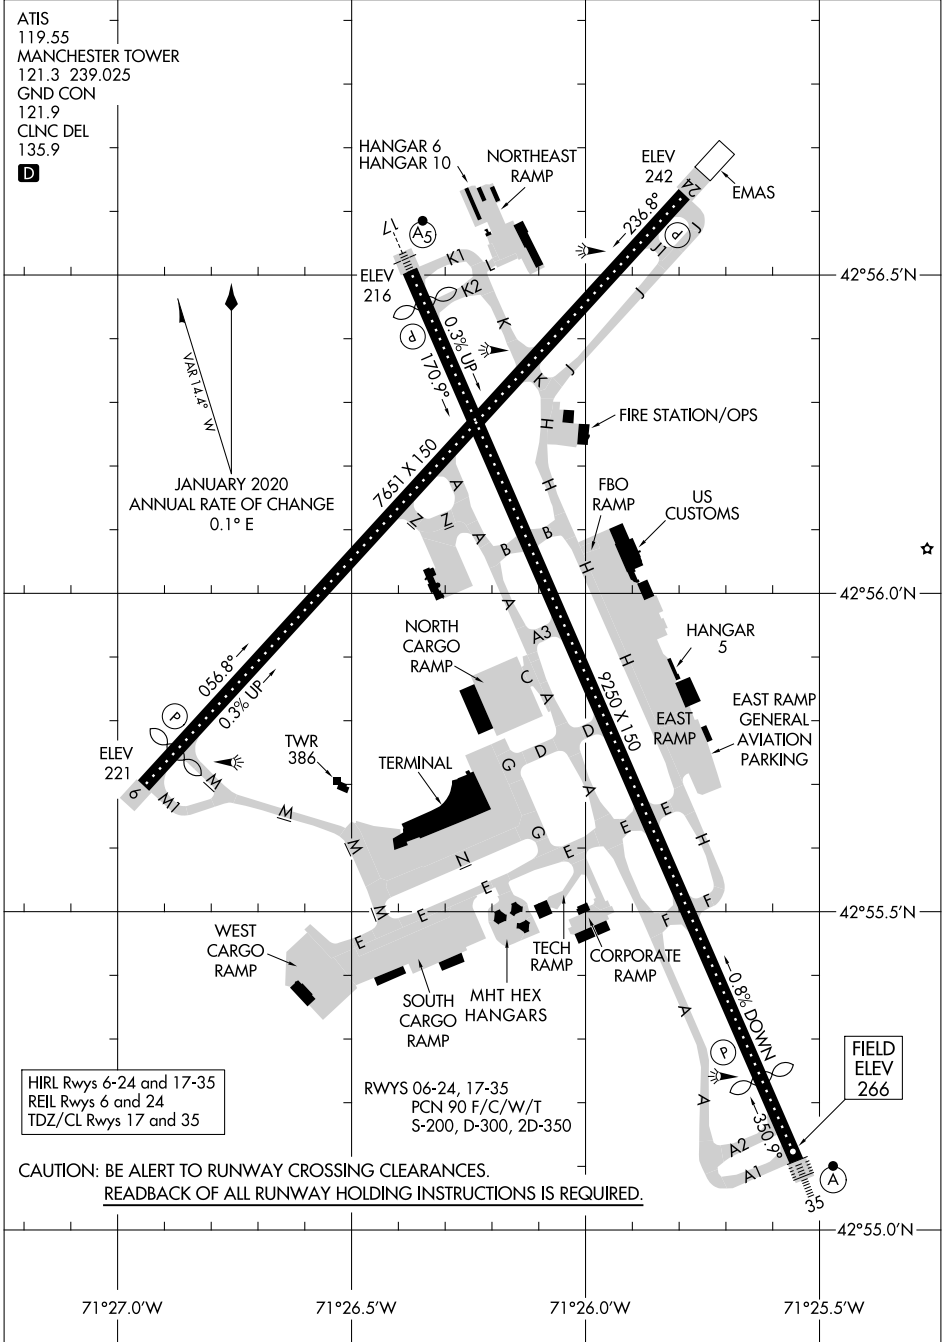 ATIS
119.55
MANCHESTER TOWER
121.3 239.025
GND CON
121.9
CLNC DEL
135.9
D
HANGAR 6
HANGAR 10
NORTHEAST
RAMP
ELEV
242
24
EMAS
17
A5
K1
L
K2
236.8°
P
J1
J
J
ELEV
216
42°56.5'N
P
0.3% UP
170.9°
K
K
J
VAR 14.4° W
JANUARY 2020
ANNUAL RATE OF CHANGE
0.1° E
H
FIRE STATION/OPS
7651 X 150
A
H
FBO
RAMP
US
CUSTOMS
Z
N
A
B
B
H
42°56.0'N
A
A3
NORTH
CARGO
RAMP
C
A
H
HANGAR
5
056.8°
0.3% UP
9250 X 150
EAST
RAMP
EAST RAMP
GENERAL
AVIATION
PARKING
P
ELEV
221
6
M1
M
TWR
386
TERMINAL
G
D
D
A
M
M
N
G
E
E
E
H
E
M
E
E
F
F
42°55.5'N
WEST
CARGO
RAMP
SOUTH
CARGO
RAMP
MHT HEX
HANGARS
TECH
RAMP
CORPORATE
RAMP
A
0.8% DOWN
P
FIELD
ELEV
266
HIRL Rwys 6-24 and 17-35
REIL Rwys 6 and 24
TDZ/CL Rwys 17 and 35
RWYS 06-24, 17-35
PCN 90 F/C/W/T
S-200, D-300, 2D-350
A
350.9°
A2
A1
A
35
CAUTION: BE ALERT TO RUNWAY CROSSING CLEARANCES.
READBACK OF ALL RUNWAY HOLDING INSTRUCTIONS IS REQUIRED.
42°55.0'N
71°27.0'W
71°26.5'W
71°26.0'W
71°25.5'W